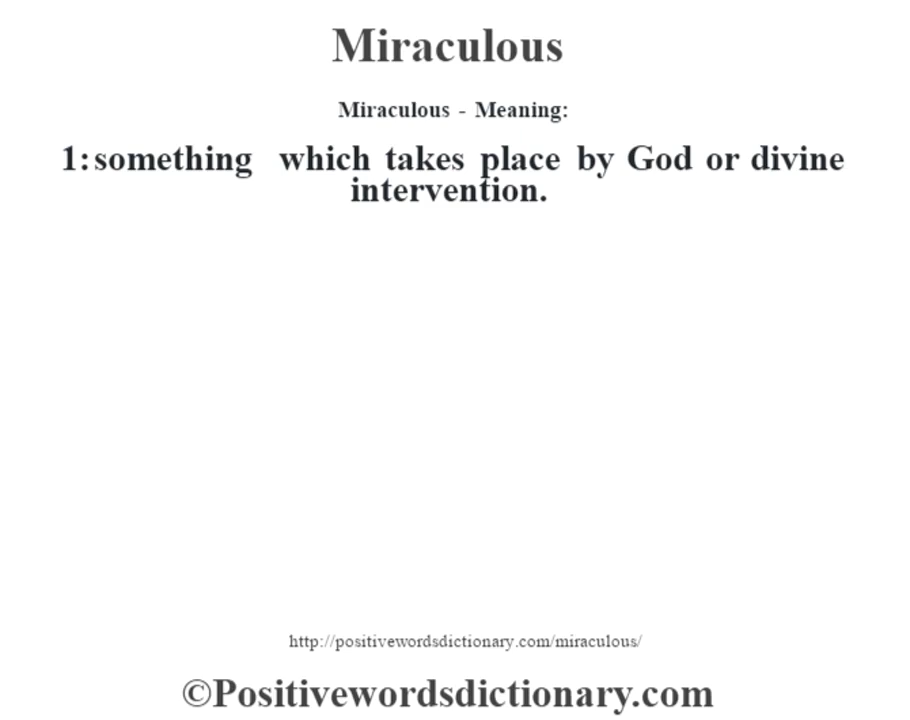 Miraculous
Miraculous - Meaning:
1: something which takes place by God or divine
intervention.
http://positivewordsdictionary.com/miraculous/
©Positivewordsdictionary.com